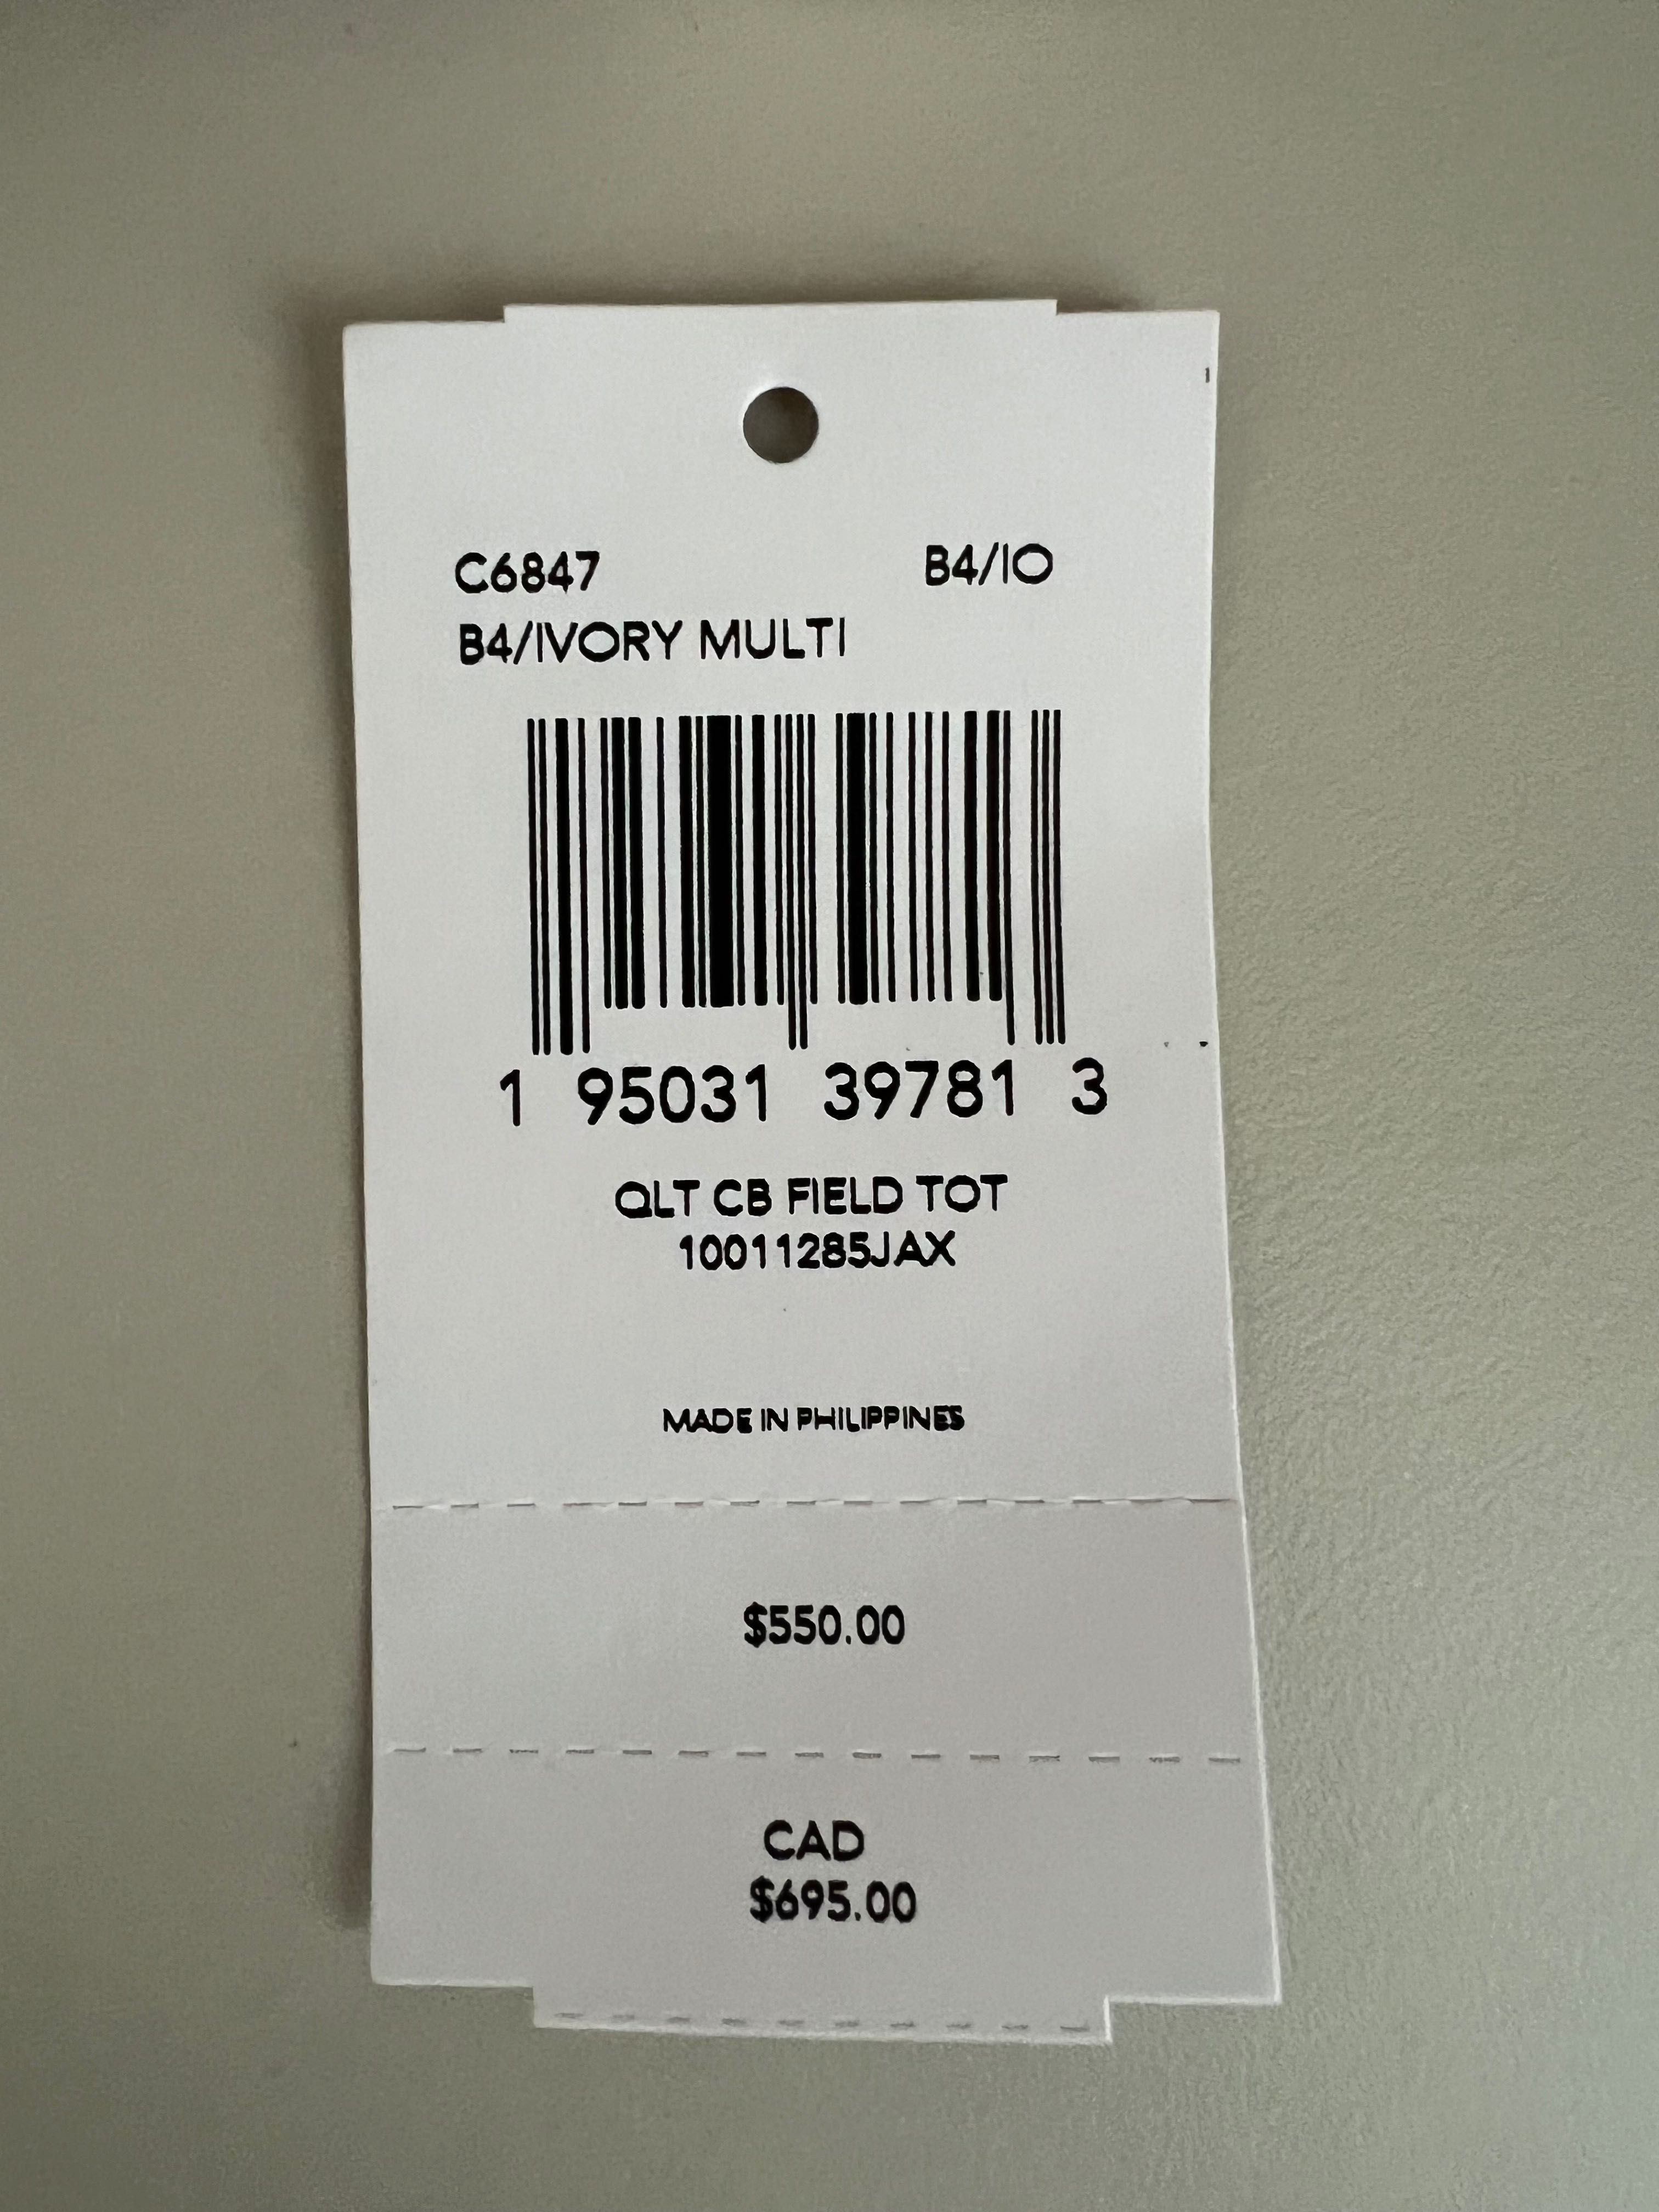 C6847 B4/IO
B4/IVORY MULTI
1 95031 39781 3
QLT CB FIELD TOT
10011285JAX
MADE IN PHILIPPINES
$550.00
CAD
$695.00